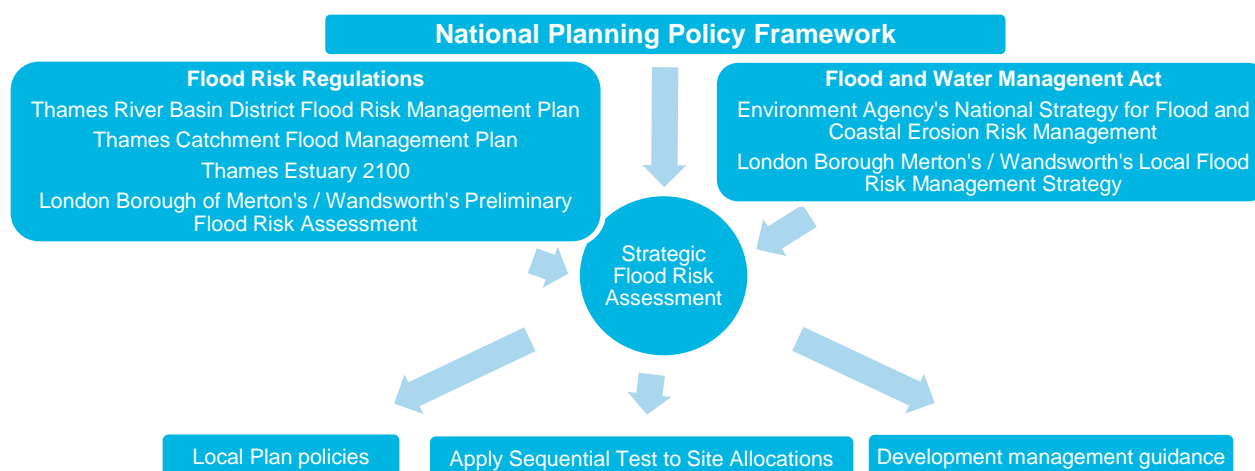 National Planning Policy Framework
Flood Risk Regulations
Thames River Basin District Flood Risk Management Plan
Thames Catchment Flood Management Plan
Thames Estuary 2100
London Borough of Merton's / Wandsworth's Preliminary
Flood Risk Assessment
Flood and Water Management Act
Environment Agency's National Strategy for Flood and
Coastal Erosion Risk Management
London Borough Merton's / Wandsworth's Local Flood
Risk Management Strategy
Strategic
Flood Risk
Assessment
Local Plan policies
Apply Sequential Test to Site Allocations
Development management guidance